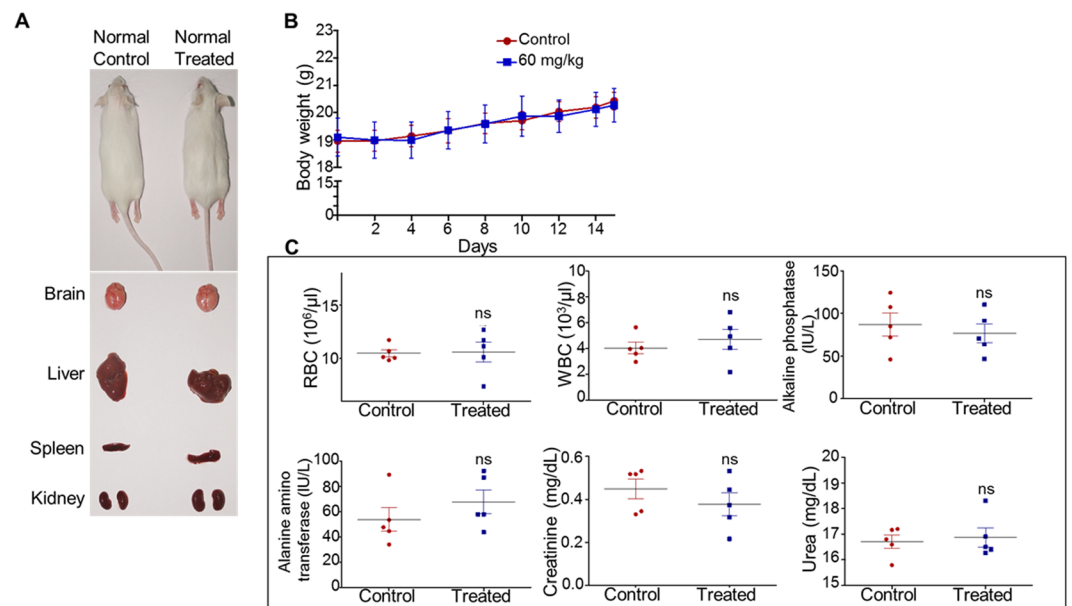 A
Normal Control
Normal Treated
Brain
Liver
Spleen
Kidney
B
Body weight (g)
23
22
21
20
19
18
15
0
Control
60 mg/kg
2 4 6 8 10 12 14
Days
C
RBC (10⁶/µl)
15
10
ns
Control Treated
WBC (10³/µl)
10
8
6
4
2
0
ns
Control Treated
Alkaline phosphatase
(IU/L)
150
100
50
0
ns
Control Treated
Alanine amino
transferase (IU/L)
100
80
60
40
20
0
ns
Control Treated
Creatinine (mg/dL)
0.6
0.4
0.2
0.0
ns
Control Treated
Urea (mg/dL)
20
19
18
17
16
15
ns
Control Treated